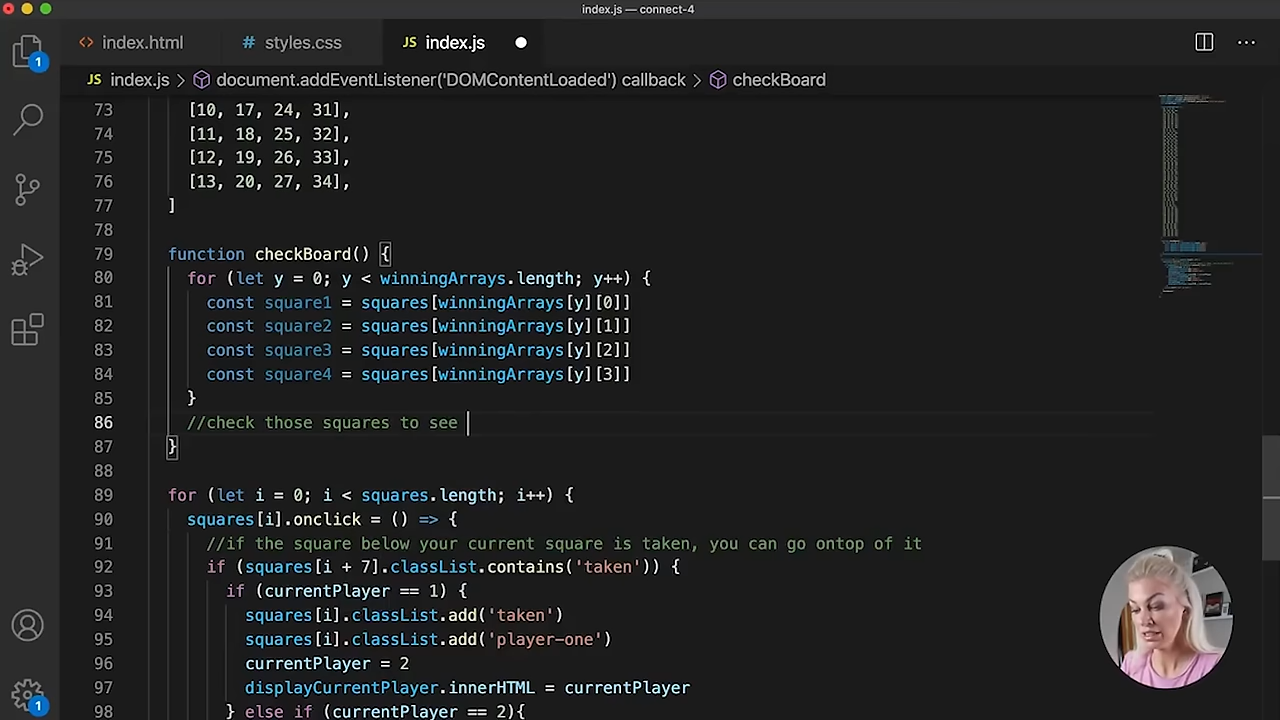 index.js — connect-4
index.html
styles.css
JS index.js
JS index.js > document.addEventListener('DOMContentLoaded') callback > checkBoard
73 [10, 17, 24, 31],
74 [11, 18, 25, 32],
75 [12, 19, 26, 33],
76 [13, 20, 27, 34],
77 ]
78
79 function checkBoard() {
80 for (let y = 0; y < winningArrays.length; y++) {
81 const square1 = squares[winningArrays[y][0]]
82 const square2 = squares[winningArrays[y][1]]
83 const square3 = squares[winningArrays[y][2]]
84 const square4 = squares[winningArrays[y][3]]
85 }
86 //check those squares to see
87 }
88
89 for (let i = 0; i < squares.length; i++) {
90 squares[i].onclick = () => {
91 //if the square below your current square is taken, you can go ontop of it
92 if (squares[i + 7].classList.contains('taken')) {
93 if (currentPlayer == 1) {
94 squares[i].classList.add('taken')
95 squares[i].classList.add('player-one')
96 currentPlayer = 2
97 displayCurrentPlayer.innerHTML = currentPlayer
98 } else if (currentPlayer == 2){
1
1